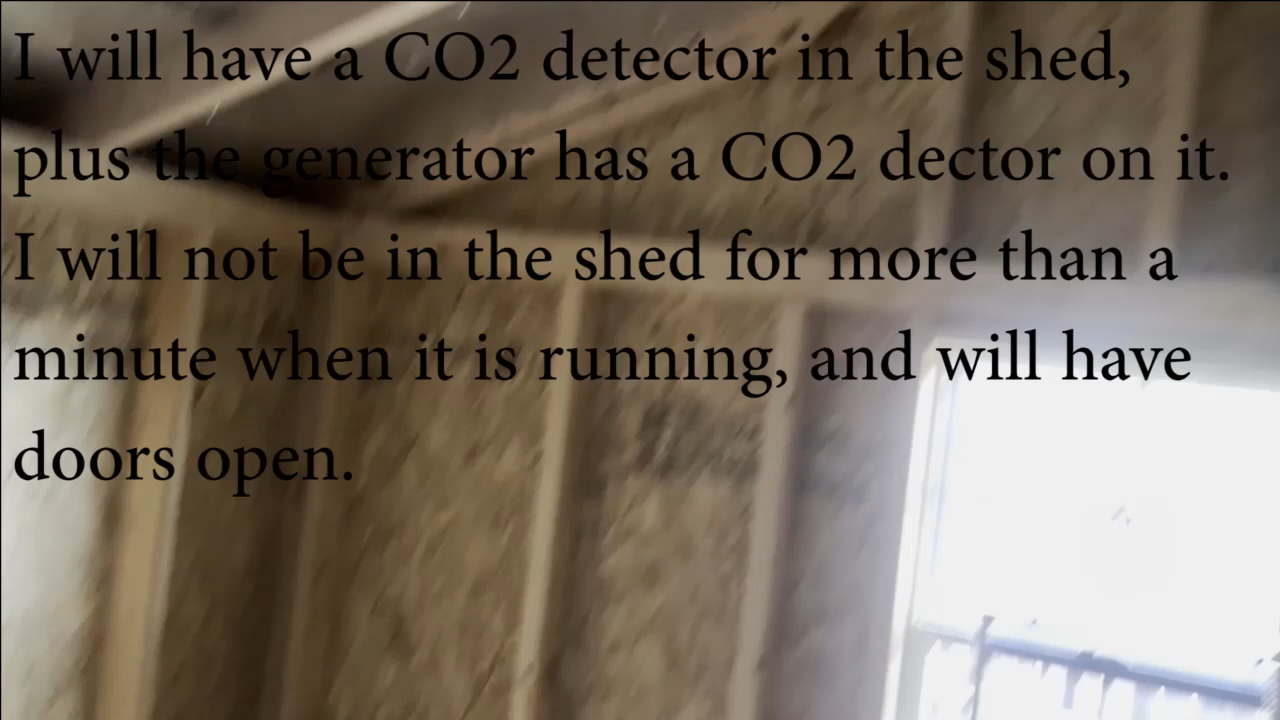 I will have a CO2 detector in the shed,
plus the generator has a CO2 dector on it.
I will not be in the shed for more than a
minute when it is running, and will have
doors open.